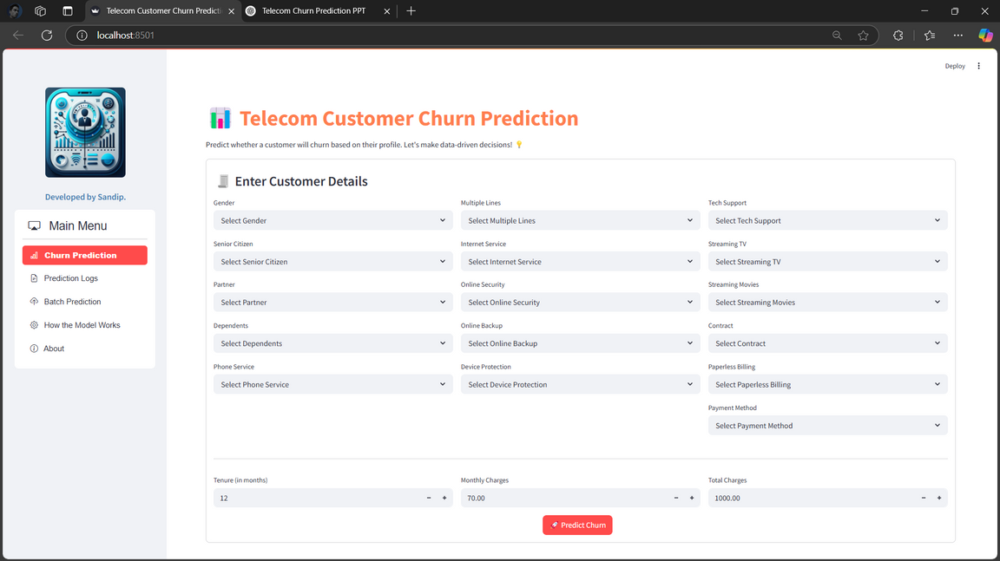 Telecom Customer Churn Predicti
Telecom Churn Prediction PPT
localhost:8501
Deploy
Developed by Sandip.
Main Menu
Churn Prediction
Prediction Logs
Batch Prediction
How the Model Works
About
Telecom Customer Churn Prediction
Predict whether a customer will churn based on their profile. Let's make data-driven decisions!
Enter Customer Details
Gender
Select Gender
Senior Citizen
Select Senior Citizen
Partner
Select Partner
Dependents
Select Dependents
Phone Service
Select Phone Service
Multiple Lines
Select Multiple Lines
Internet Service
Select Internet Service
Online Security
Select Online Security
Online Backup
Select Online Backup
Device Protection
Select Device Protection
Tech Support
Select Tech Support
Streaming TV
Select Streaming TV
Streaming Movies
Select Streaming Movies
Contract
Select Contract
Paperless Billing
Select Paperless Billing
Payment Method
Select Payment Method
Tenure (in months)
12
Monthly Charges
70.00
Total Charges
1000.00
Predict Churn